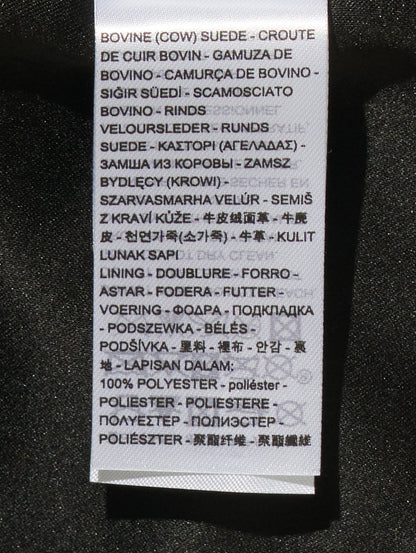 BOVINE (COW) SUEDE - CROUTE
DE CUIR BOVIN - GAMUZA DE
BOVINO - CAMURÇA DE BOVINO -
SIĞIR SÜEDİ - SCAMOSCIATO
BOVINO - RINDS
VELOURSLEDER - RUNDS
SUEDE - ΚΑΣΤΟΡΙ (ΑΓΕΛΑΔΑΣ) -
ЗАМША ИЗ КОРОВЫ - ZAMSZ
BYDLĘCY (KROWI) -
SZARVASMARHA VELÚR - SEMIŠ
Z KRAVÍ KŮŽE - 牛皮绒面革 - 牛麂
皮 - 천연가죽(소가죽) - 牛革 - KULIT
LUNAK SAPI
LINING - DOUBLURE - FORRO -
ASTAR - FODERA - FUTTER -
VOERING - ΦΟΔΡΑ - ПОДКЛАДКА
- PODSZEWKA - BÉLÉS -
PODŠÍVKA - 里料 - 裡布 - 안감 - 裏
地 - LAPISAN DALAM:
100% POLYESTER - poliéster -
POLIESTER - POLIESTERE -
ΠΟΛΥΕΣΤΕΡ - ПОЛИЭСТЕР -
POLIÉSZTER - 聚酯纤维 - 聚酯纖維